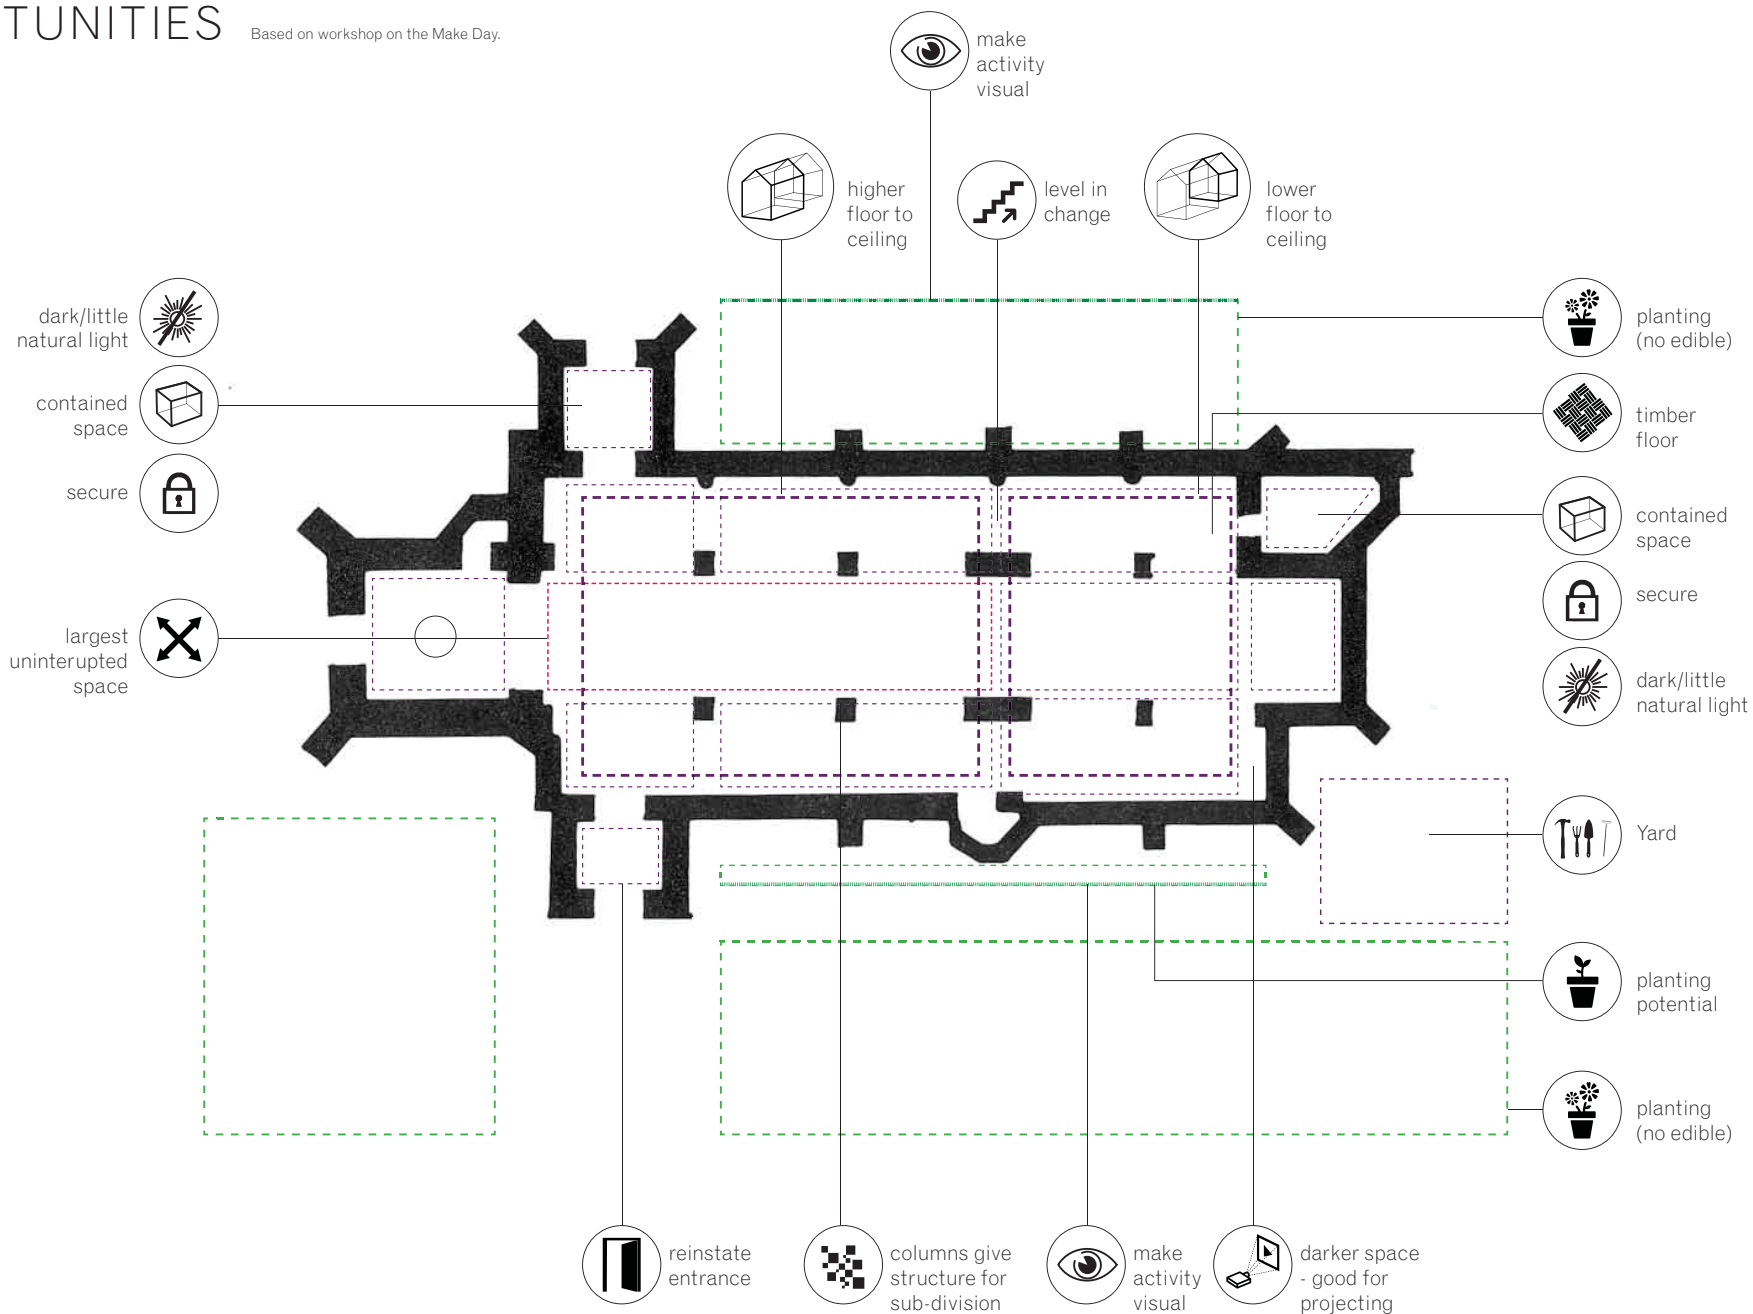 TUNITIES
Based on workshop on the Make Day.
make
activity
visual
higher
floor to
ceiling
level in
change
lower
floor to
ceiling
dark/little
natural light
contained
space
secure
largest
uninterupted
space
planting
(no edible)
timber
floor
contained
space
secure
dark/little
natural light
Yard
planting
potential
planting
(no edible)
reinstate
entrance
columns give
structure for
sub-division
make
activity
visual
darker space
- good for
projecting